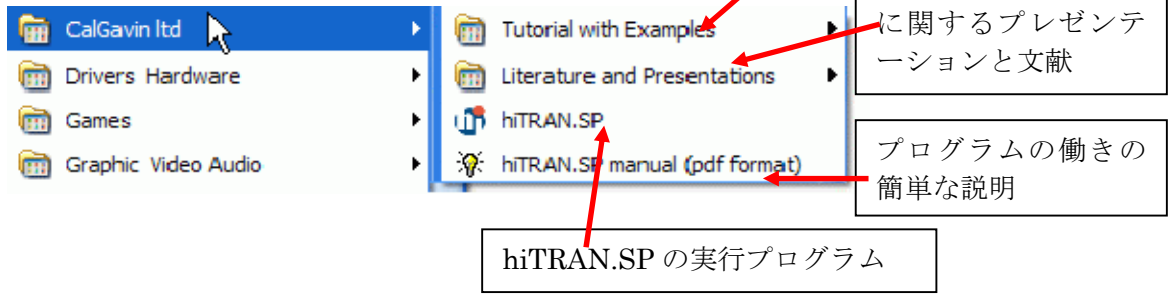 CalGavin ltd
Drivers Hardware
Games
Graphic Video Audio
Tutorial with Examples
Literature and Presentations
hiTRAN.SP
hiTRAN.SP manual (pdf format)
に関するプレゼンテ
ーションと文献
プログラムの働きの
簡単な説明
hiTRAN.SP の実行プログラム